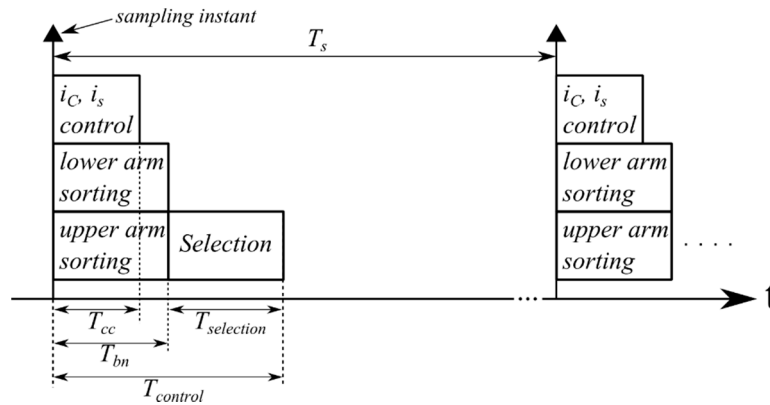 sampling instant
T_s
i_C, i_s
control
lower arm
sorting
upper arm
sorting
Selection
i_C, i_s
control
lower arm
sorting
upper arm
sorting
. . . .
...
t
T_cc
T_selection
T_bn
T_control